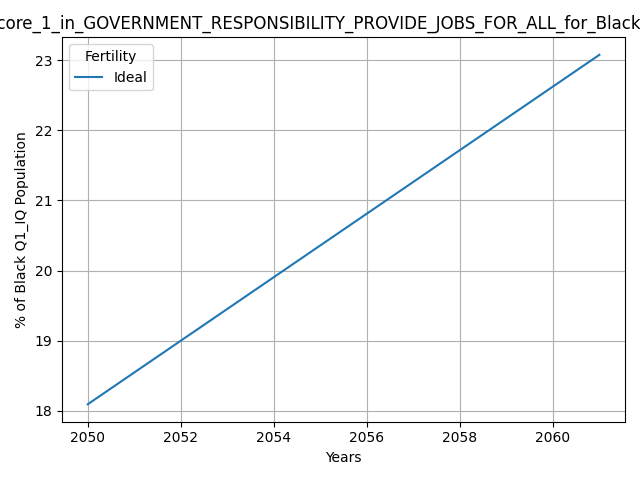 core_1_in_GOVERNMENT_RESPONSIBILITY_PROVIDE_JOBS_FOR_ALL_for_Black
Fertility
Ideal
% of Black Q1_IQ Population
23
22
21
20
19
18
2050 2052 2054 2056 2058 2060
Years